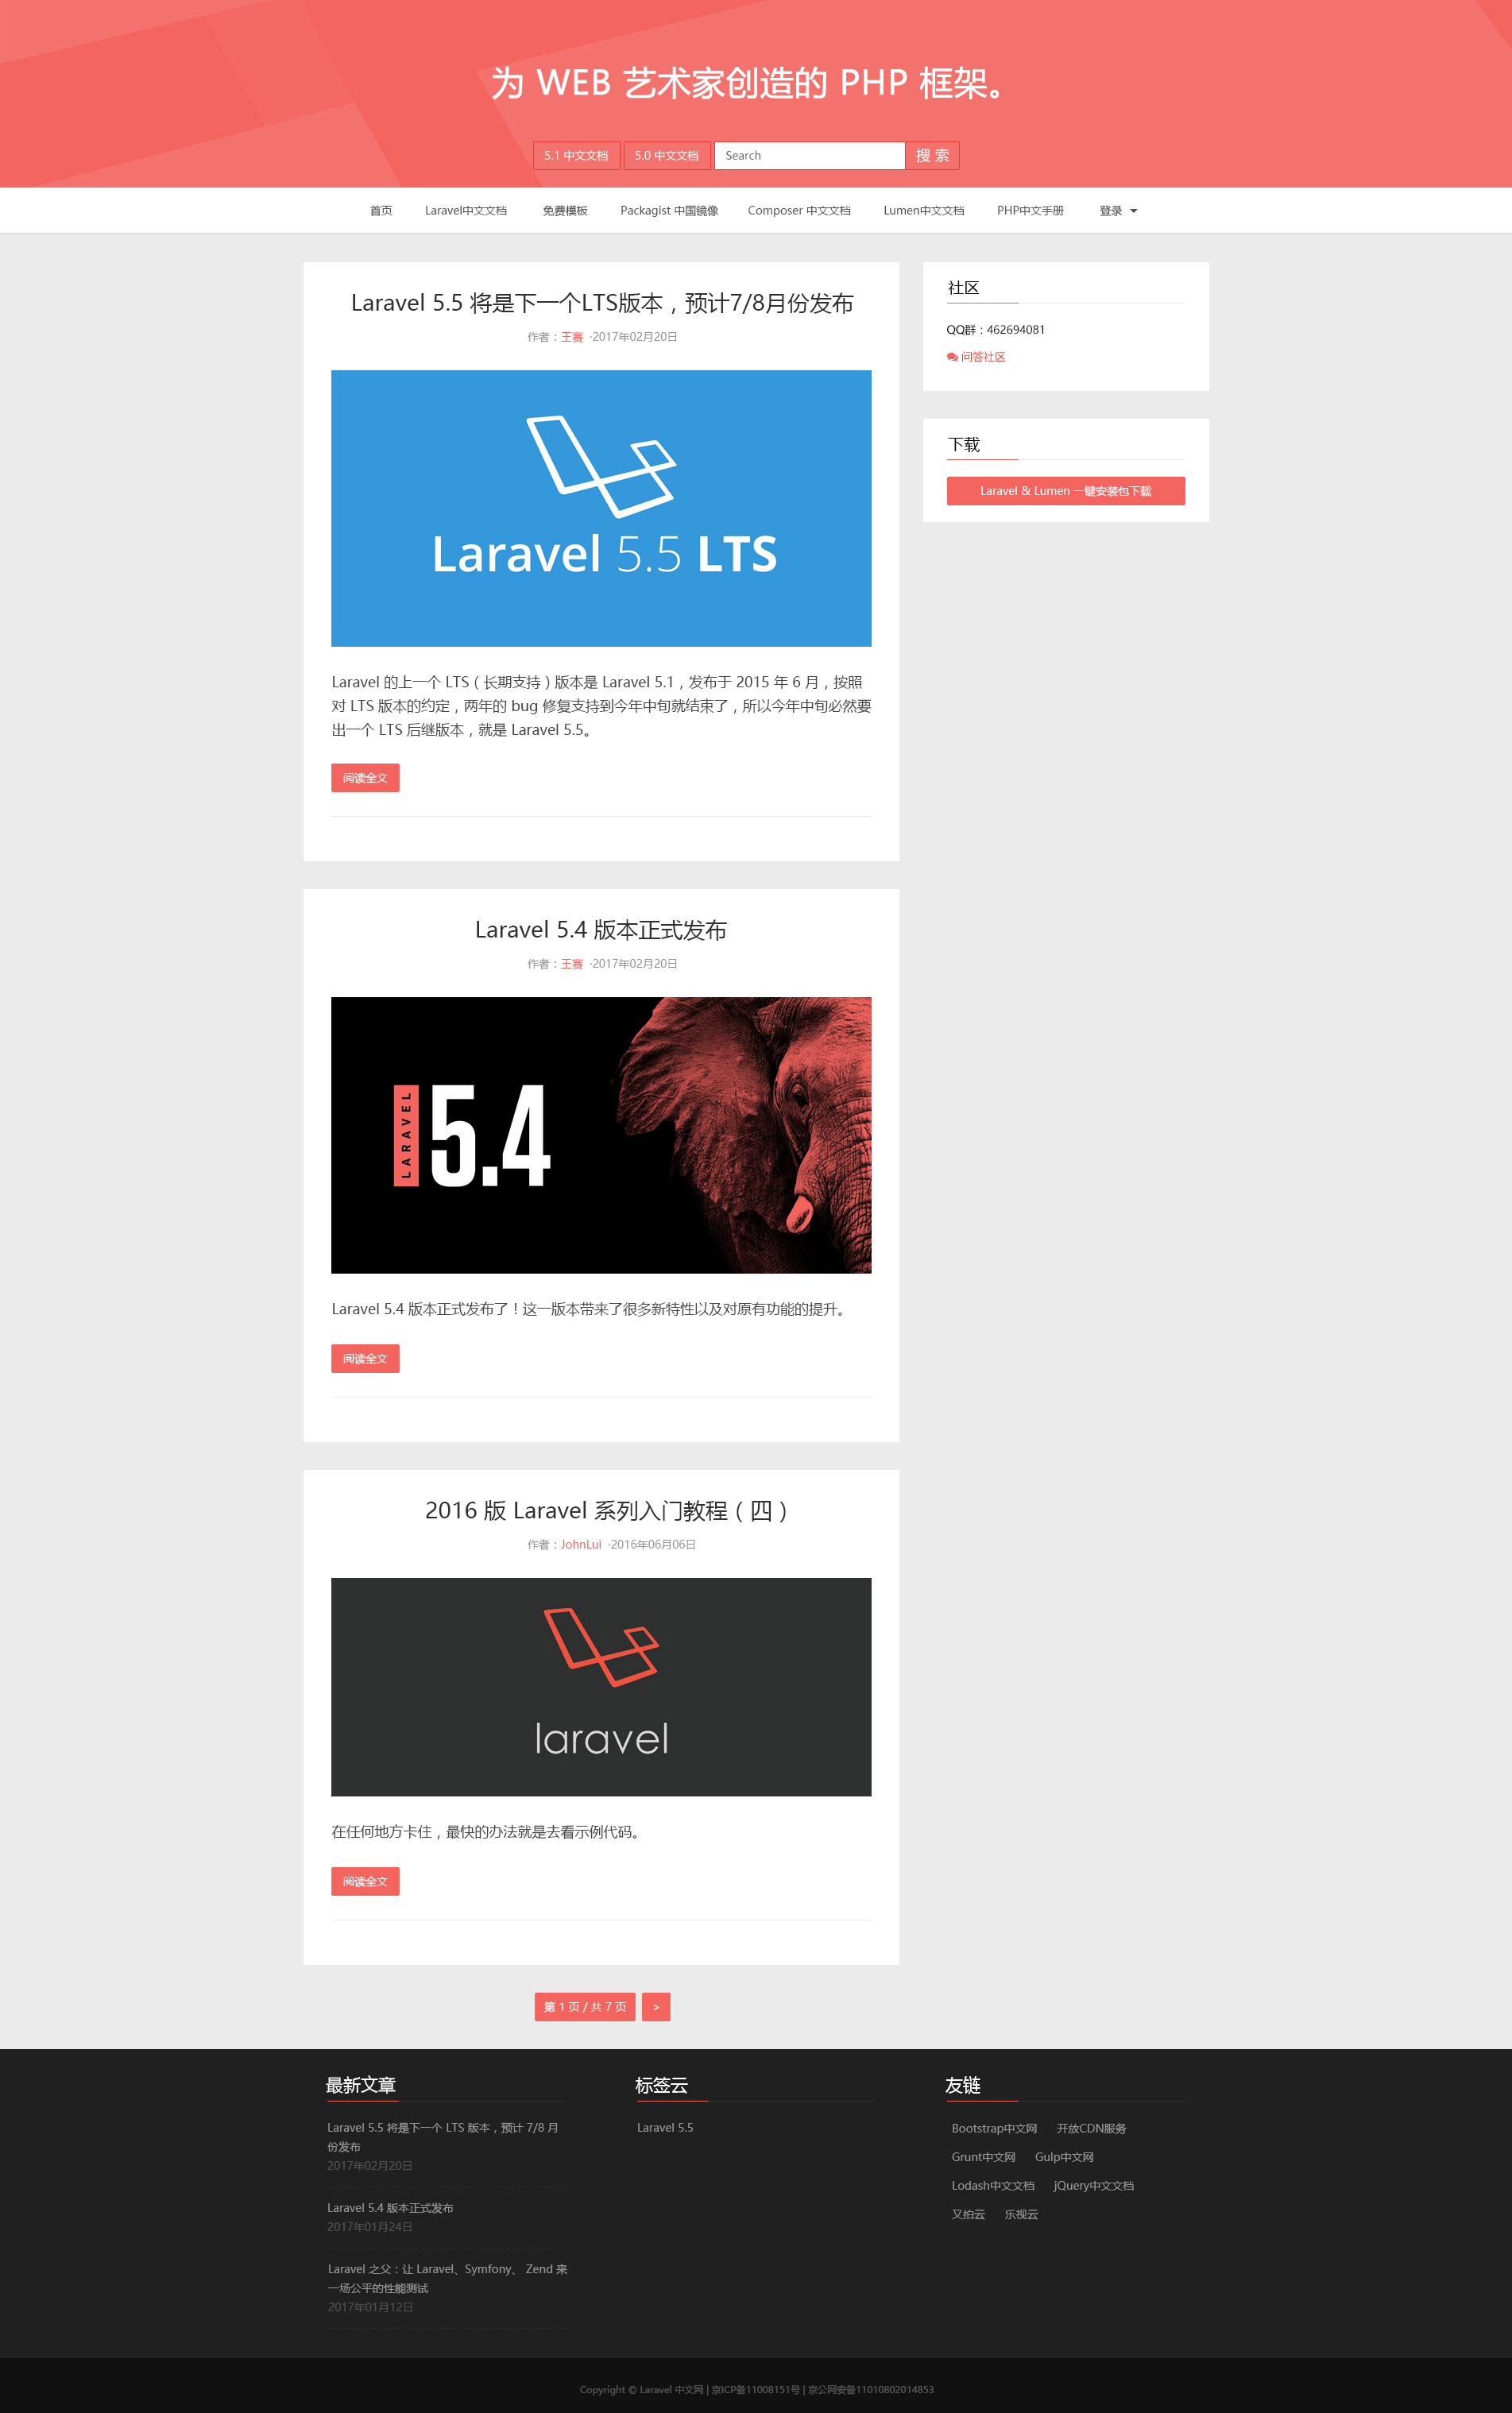 为 WEB 艺术家创造的 PHP 框架。
5.1 中文文档 5.0 中文文档 Search 搜 索
首页 Laravel中文文档 免费模板 Packagist 中国镜像 Composer 中文文档 Lumen中文文档 PHP中文手册 登录
Laravel 5.5 将是下一个LTS版本，预计7/8月份发布
作者：王赛 ·2017年02月20日
Laravel 5.5 LTS
Laravel 的上一个 LTS（长期支持）版本是 Laravel 5.1，发布于 2015 年 6 月，按照
对 LTS 版本的约定，两年的 bug 修复支持到今年中旬就结束了，所以今年中旬必然要
出一个 LTS 后继版本，就是 Laravel 5.5。
阅读全文
Laravel 5.4 版本正式发布
作者：王赛 ·2017年02月20日
LARAVEL 5.4
Laravel 5.4 版本正式发布了！这一版本带来了很多新特性以及对原有功能的提升。
阅读全文
2016 版 Laravel 系列入门教程（四）
作者：JohnLui ·2016年06月06日
laravel
在任何地方卡住，最快的办法就是去看示例代码。
阅读全文
第 1 页 / 共 7 页 >
社区
QQ群：462694081
问答社区
下载
Laravel & Lumen 一键安装包下载
最新文章
Laravel 5.5 将是下一个 LTS 版本，预计 7/8 月
份发布
2017年02月20日
Laravel 5.4 版本正式发布
2017年01月24日
Laravel 之父：让 Laravel、Symfony、 Zend 来
一场公平的性能测试
2017年01月12日
标签云
Laravel 5.5
友链
Bootstrap中文网 开放CDN服务
Grunt中文网 Gulp中文网
Lodash中文文档 jQuery中文文档
又拍云 乐视云
Copyright © Laravel 中文网 | 京ICP备11008151号 | 京公网安备11010802014853